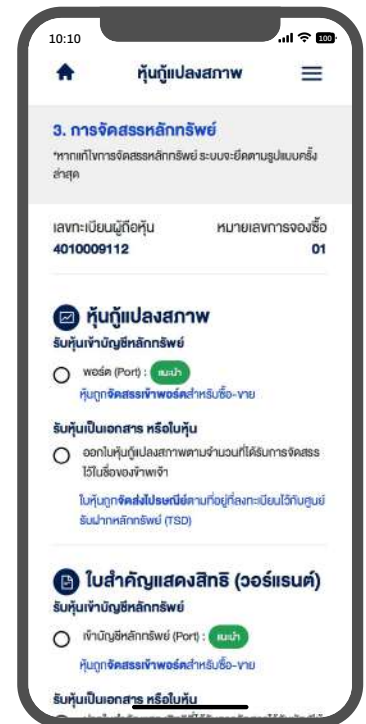 10:10
100
หุ้นกู้แปลงสภาพ
3. การจัดสรรหลักทรัพย์
*หากแก้ไขการจัดสรรหลักทรัพย์ ระบบจะยึดตามรูปแบบครั้ง
ล่าสุด
เลขทะเบียนผู้ถือหุ้น หมายเลขการจองซื้อ
4010009112 01
หุ้นกู้แปลงสภาพ
รับหุ้นเข้าบัญชีหลักทรัพย์
พอร์ต (Port) : แนะนำ
หุ้นถูกจัดสรรเข้าพอร์ตสำหรับซื้อ-ขาย
รับหุ้นเป็นเอกสาร หรือใบหุ้น
ออกใบหุ้นกู้แปลงสภาพตามจำนวนที่ได้รับการจัดสรร
ไว้ในชื่อของข้าพเจ้า
ใบหุ้นถูกจัดส่งไปรษณีย์ตามที่อยู่ที่ลงทะเบียนไว้กับศูนย์
รับฝากหลักทรัพย์ (TSD)
ใบสำคัญแสดงสิทธิ (วอร์แรนต์)
รับหุ้นเข้าบัญชีหลักทรัพย์
เข้าบัญชีหลักทรัพย์ (Port) : แนะนำ
หุ้นถูกจัดสรรเข้าพอร์ตสำหรับซื้อ-ขาย
รับหุ้นเป็นเอกสาร หรือใบหุ้น